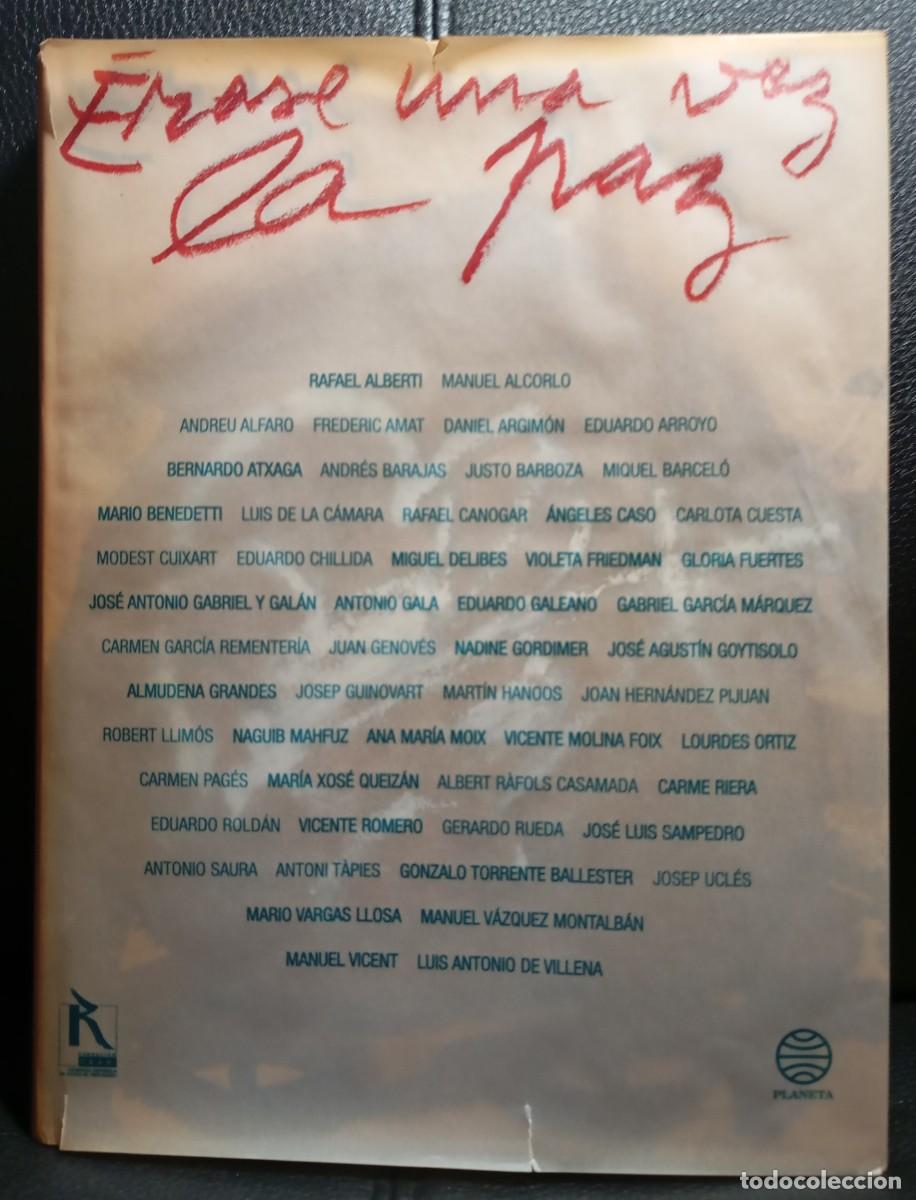 Érase una vez
la paz
RAFAEL ALBERTI MANUEL ALCORLO
ANDREU ALFARO FREDERIC AMAT DANIEL ARGIMÓN EDUARDO ARROYO
BERNARDO ATXAGA ANDRÉS BARAJAS JUSTO BARBOZA MIQUEL BARCELÓ
MARIO BENEDETTI LUIS DE LA CÁMARA RAFAEL CANOGAR ÁNGELES CASO CARLOTA CUESTA
MODEST CUIXART EDUARDO CHILLIDA MIGUEL DELIBES VIOLETA FRIEDMAN GLORIA FUERTES
JOSÉ ANTONIO GABRIEL Y GALÁN ANTONIO GALA EDUARDO GALEANO GABRIEL GARCÍA MÁRQUEZ
CARMEN GARCÍA REMENTERÍA JUAN GENOVÉS NADINE GORDIMER JOSÉ AGUSTÍN GOYTISOLO
ALMUDENA GRANDES JOSEP GUINOVART MARTÍN HANOOS JOAN HERNÁNDEZ PIJUAN
ROBERT LLIMÓS NAGUIB MAHFUZ ANA MARÍA MOIX VICENTE MOLINA FOIX LOURDES ORTIZ
CARMEN PAGÉS MARÍA XOSÉ QUEIZÁN ALBERT RÀFOLS CASAMADA CARME RIERA
EDUARDO ROLDÁN VICENTE ROMERO GERARDO RUEDA JOSÉ LUIS SAMPEDRO
ANTONIO SAURA ANTONI TÀPIES GONZALO TORRENTE BALLESTER JOSEP UCLÉS
MARIO VARGAS LLOSA MANUEL VÁZQUEZ MONTALBÁN
MANUEL VICENT LUIS ANTONIO DE VILLENA
PLANETA
todocoleccion